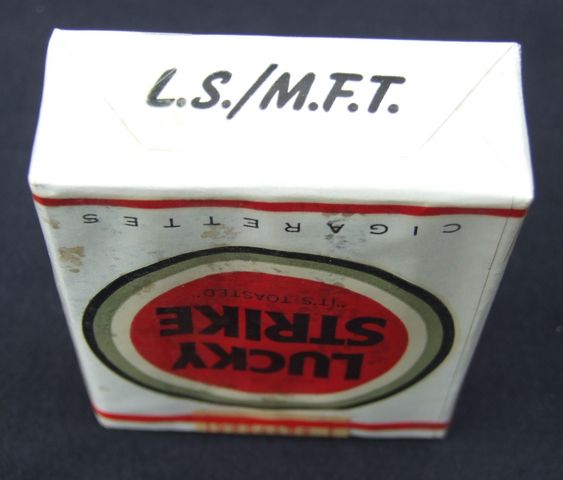 L.S./M.F.T.
CIGARETTES
"IT'S TOASTED"
LUCKY
STRIKE